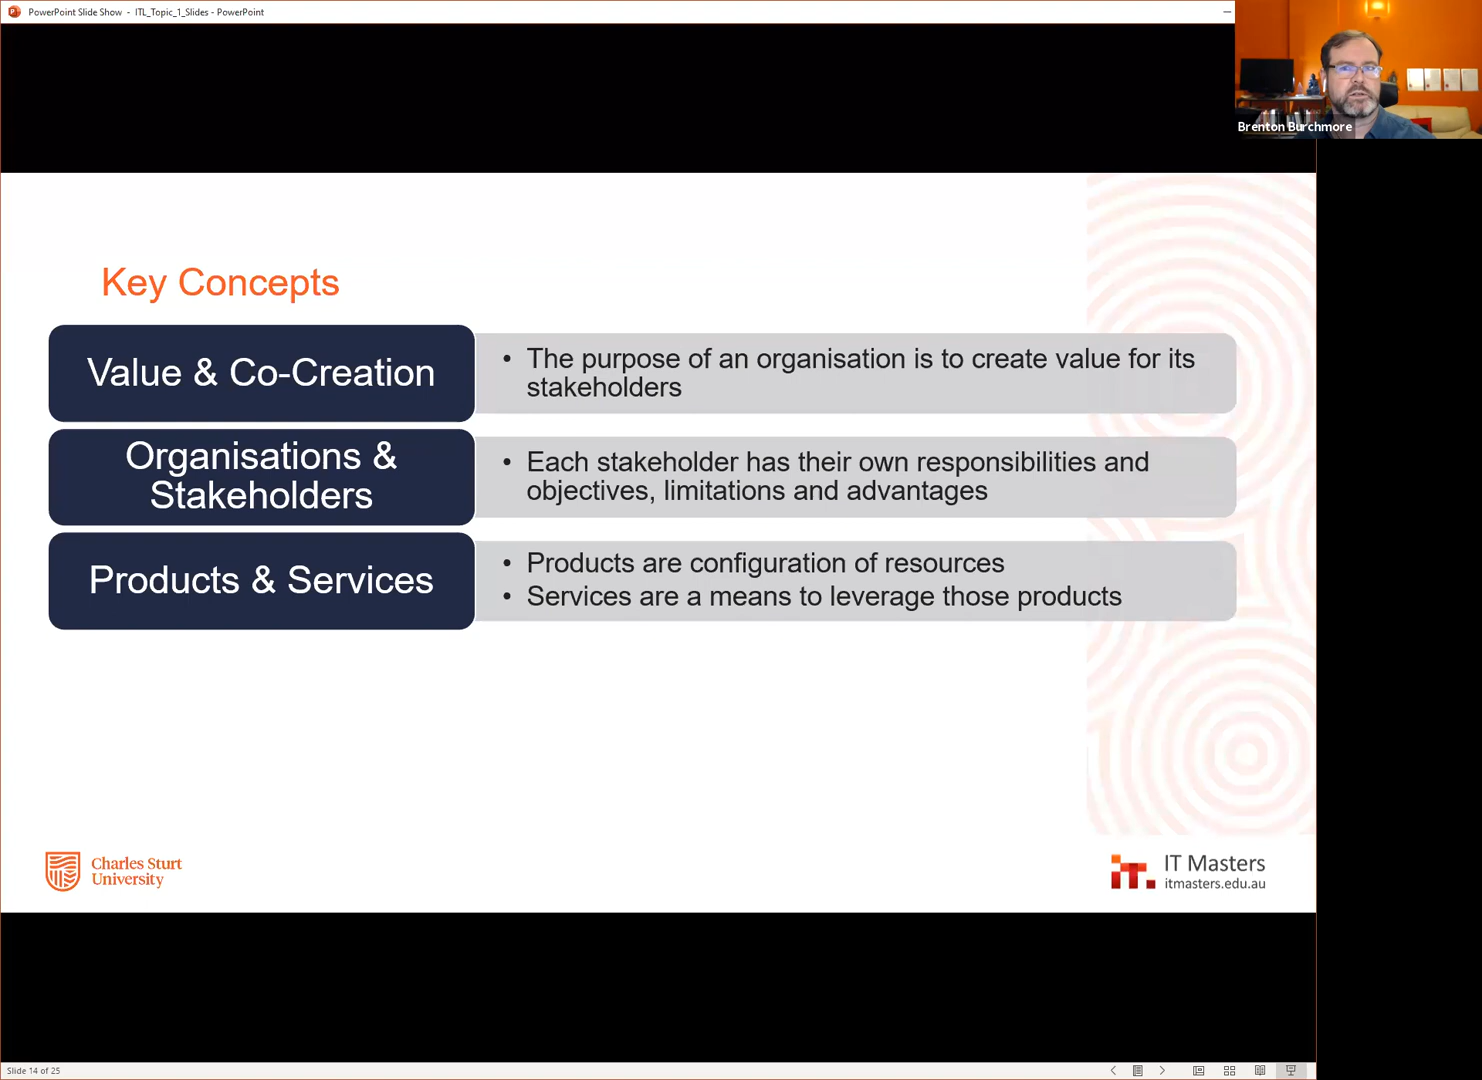 PowerPoint Slide Show - ITL_Topic_1_Slides - PowerPoint
Brenton Burchmore
Key Concepts
Value & Co-Creation
• The purpose of an organisation is to create value for its
stakeholders
Organisations &
Stakeholders
• Each stakeholder has their own responsibilities and
objectives, limitations and advantages
Products & Services
• Products are configuration of resources
• Services are a means to leverage those products
Charles Sturt
University
it.
IT Masters
itmasters.edu.au
Slide 14 of 25